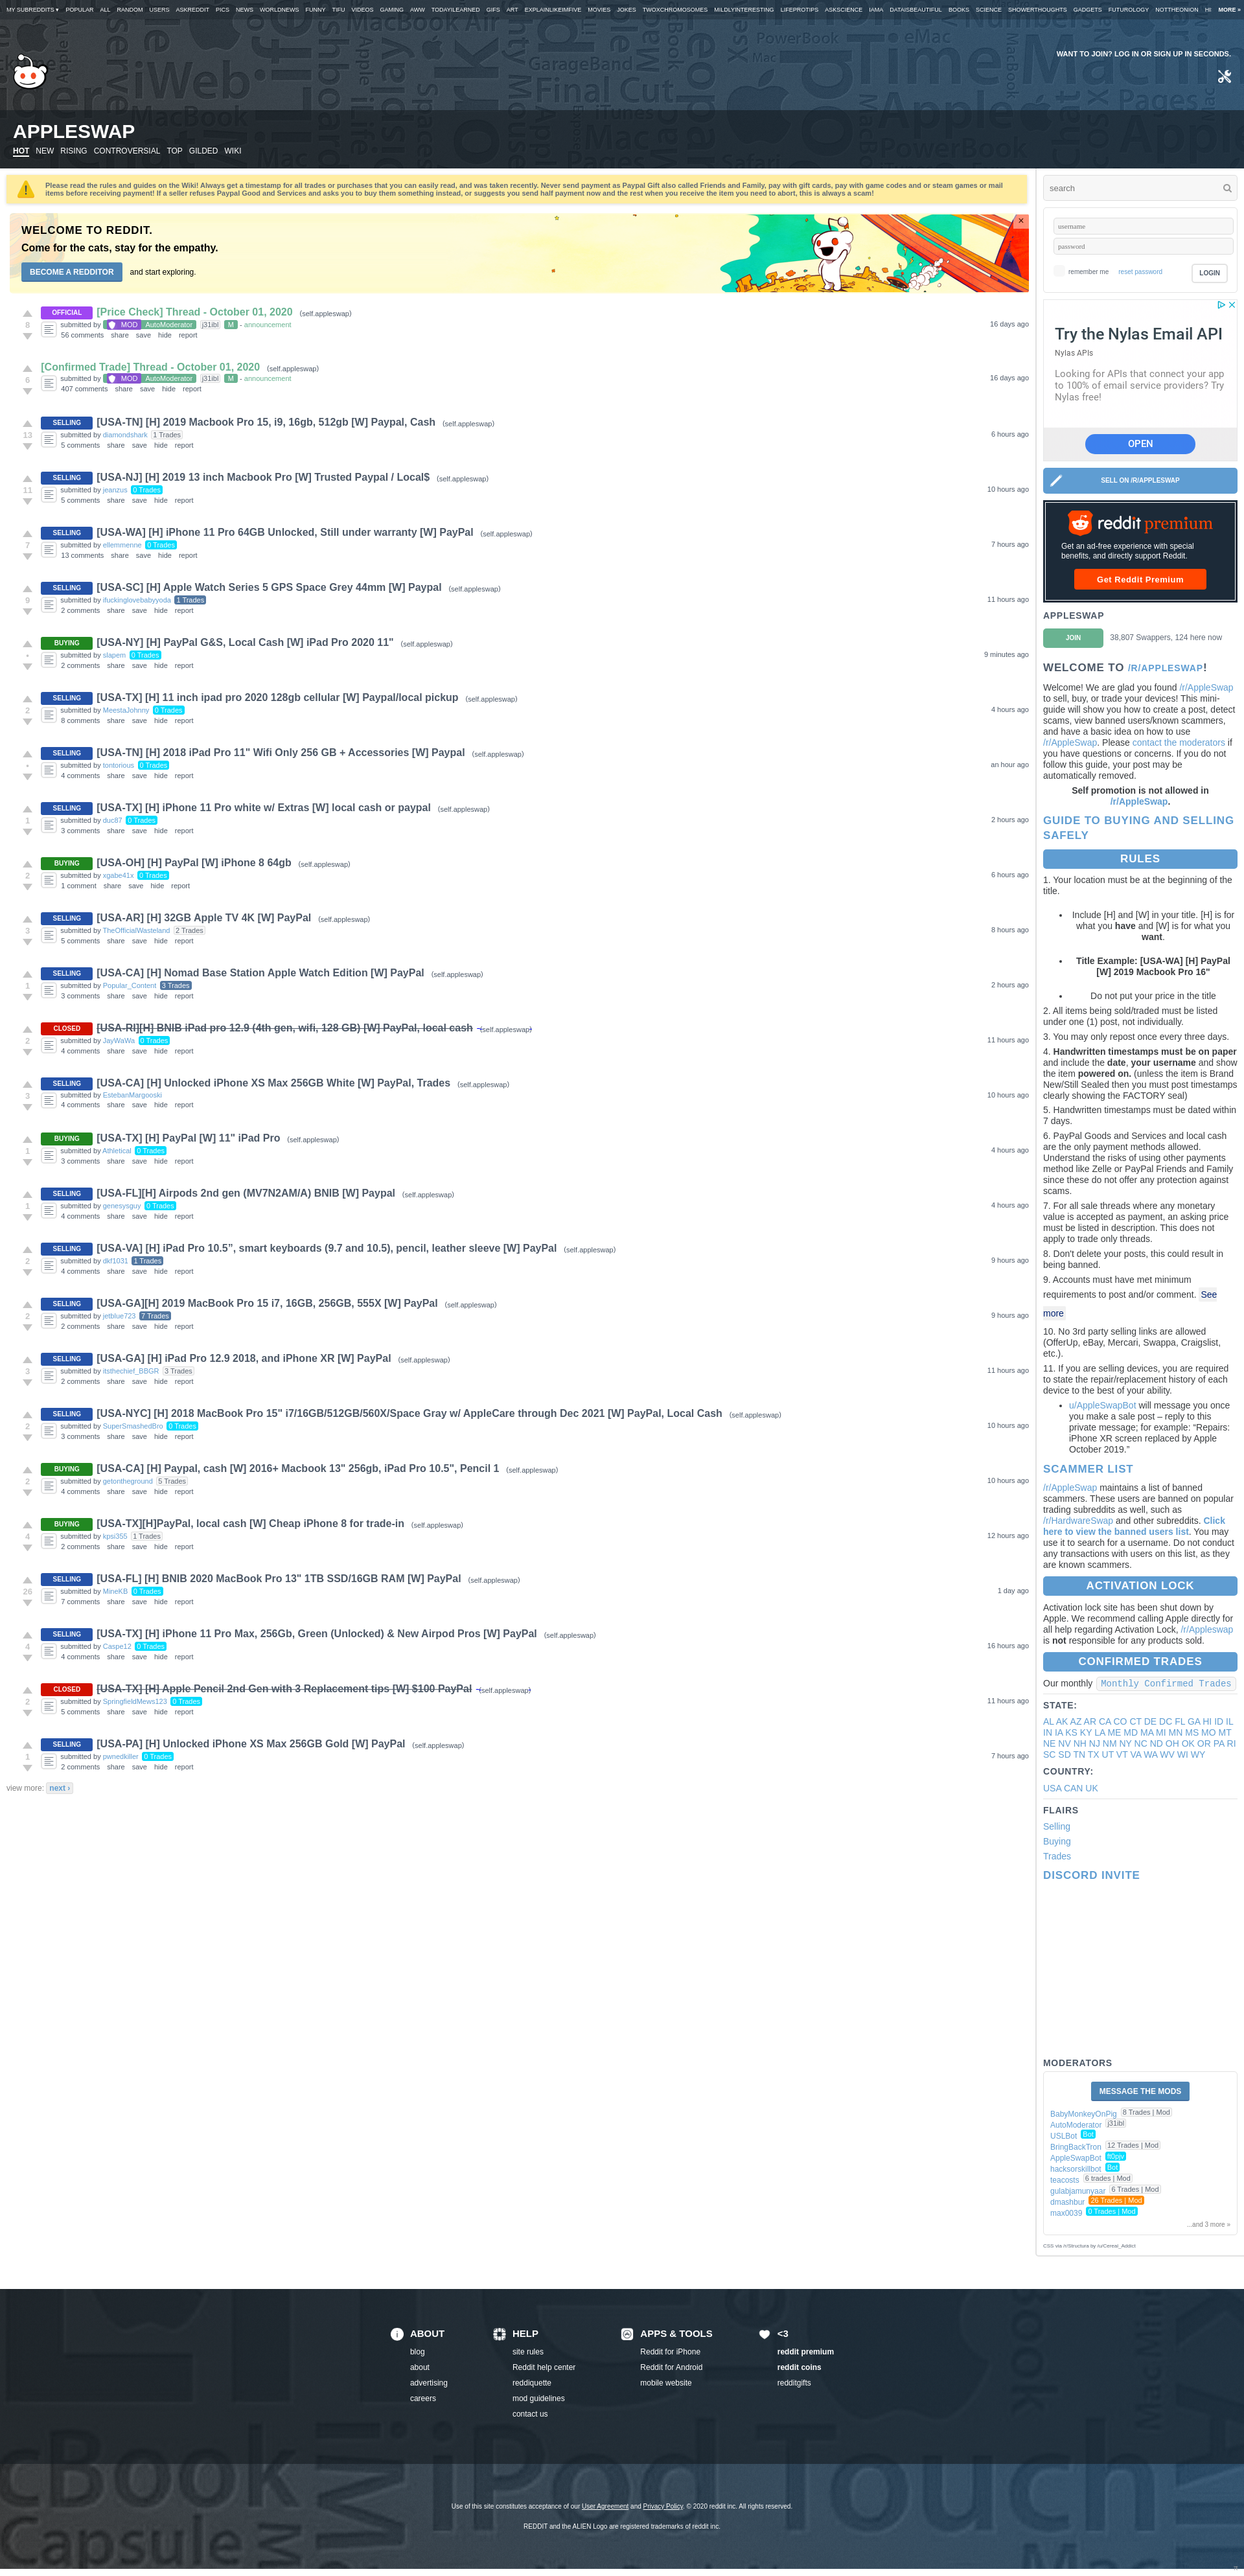 MY SUBREDDITS ▾ POPULAR ALL RANDOM USERS ASKREDDIT PICS NEWS WORLDNEWS FUNNY TIFU VIDEOS GAMING AWW TODAYILEARNED GIFS ART EXPLAINLIKEIMFIVE MOVIES JOKES TWOXCHROMOSOMES MILDLYINTERESTING LIFEPROTIPS ASKSCIENCE IAMA DATAISBEAUTIFUL BOOKS SCIENCE SHOWERTHOUGHTS GADGETS FUTUROLOGY NOTTHEONION HI MORE »
WANT TO JOIN? LOG IN OR SIGN UP IN SECONDS.
APPLESWAP
HOT NEW RISING CONTROVERSIAL TOP GILDED WIKI
Please read the rules and guides on the Wiki! Always get a timestamp for all trades or purchases that you can easily read, and was taken recently. Never send payment as Paypal Gift also called Friends and Family, pay with gift cards, pay with game codes and or steam games or mail
items before receiving payment! If a seller refuses Paypal Good and Services and asks you to buy them something instead, or suggests you send half payment now and the rest when you receive the item you need to abort, this is always a scam!
WELCOME TO REDDIT.
Come for the cats, stay for the empathy.
BECOME A REDDITOR and start exploring.
OFFICIAL [Price Check] Thread - October 01, 2020 (self.appleswap)
8 submitted by MOD AutoModerator j31ibl M - announcement 16 days ago
56 comments share save hide report
[Confirmed Trade] Thread - October 01, 2020 (self.appleswap)
6 submitted by MOD AutoModerator j31ibl M - announcement 16 days ago
407 comments share save hide report
SELLING [USA-TN] [H] 2019 Macbook Pro 15, i9, 16gb, 512gb [W] Paypal, Cash (self.appleswap)
13 submitted by diamondshark 1 Trades 6 hours ago
5 comments share save hide report
SELLING [USA-NJ] [H] 2019 13 inch Macbook Pro [W] Trusted Paypal / Local$ (self.appleswap)
11 submitted by jeanzus 0 Trades 10 hours ago
5 comments share save hide report
SELLING [USA-WA] [H] iPhone 11 Pro 64GB Unlocked, Still under warranty [W] PayPal (self.appleswap)
7 submitted by ellemmenne 0 Trades 7 hours ago
13 comments share save hide report
SELLING [USA-SC] [H] Apple Watch Series 5 GPS Space Grey 44mm [W] Paypal (self.appleswap)
9 submitted by ifuckinglovebabyyoda 1 Trades 11 hours ago
2 comments share save hide report
BUYING [USA-NY] [H] PayPal G&S, Local Cash [W] iPad Pro 2020 11" (self.appleswap)
• submitted by slapem 0 Trades 9 minutes ago
2 comments share save hide report
SELLING [USA-TX] [H] 11 inch ipad pro 2020 128gb cellular [W] Paypal/local pickup (self.appleswap)
2 submitted by MeestaJohnny 0 Trades 4 hours ago
8 comments share save hide report
SELLING [USA-TN] [H] 2018 iPad Pro 11" Wifi Only 256 GB + Accessories [W] Paypal (self.appleswap)
• submitted by tontorious 0 Trades an hour ago
4 comments share save hide report
SELLING [USA-TX] [H] iPhone 11 Pro white w/ Extras [W] local cash or paypal (self.appleswap)
1 submitted by duc87 0 Trades 2 hours ago
3 comments share save hide report
BUYING [USA-OH] [H] PayPal [W] iPhone 8 64gb (self.appleswap)
2 submitted by xgabe41x 0 Trades 6 hours ago
1 comment share save hide report
SELLING [USA-AR] [H] 32GB Apple TV 4K [W] PayPal (self.appleswap)
3 submitted by TheOfficialWasteland 2 Trades 8 hours ago
5 comments share save hide report
SELLING [USA-CA] [H] Nomad Base Station Apple Watch Edition [W] PayPal (self.appleswap)
1 submitted by Popular_Content 3 Trades 2 hours ago
3 comments share save hide report
CLOSED [USA-RI][H] BNIB iPad pro 12.9 (4th gen, wifi, 128 GB) [W] PayPal, local cash (self.appleswap)
2 submitted by JayWaWa 0 Trades 11 hours ago
4 comments share save hide report
SELLING [USA-CA] [H] Unlocked iPhone XS Max 256GB White [W] PayPal, Trades (self.appleswap)
3 submitted by EstebanMargooski 10 hours ago
4 comments share save hide report
BUYING [USA-TX] [H] PayPal [W] 11" iPad Pro (self.appleswap)
1 submitted by Athletical 0 Trades 4 hours ago
3 comments share save hide report
SELLING [USA-FL][H] Airpods 2nd gen (MV7N2AM/A) BNIB [W] Paypal (self.appleswap)
1 submitted by genesysguy 0 Trades 4 hours ago
4 comments share save hide report
SELLING [USA-VA] [H] iPad Pro 10.5”, smart keyboards (9.7 and 10.5), pencil, leather sleeve [W] PayPal (self.appleswap)
2 submitted by dkf1031 1 Trades 9 hours ago
4 comments share save hide report
SELLING [USA-GA][H] 2019 MacBook Pro 15 i7, 16GB, 256GB, 555X [W] PayPal (self.appleswap)
2 submitted by jetblue723 7 Trades 9 hours ago
2 comments share save hide report
SELLING [USA-GA] [H] iPad Pro 12.9 2018, and iPhone XR [W] PayPal (self.appleswap)
3 submitted by itsthechief_BBGR 3 Trades 11 hours ago
2 comments share save hide report
SELLING [USA-NYC] [H] 2018 MacBook Pro 15" i7/16GB/512GB/560X/Space Gray w/ AppleCare through Dec 2021 [W] PayPal, Local Cash (self.appleswap)
2 submitted by SuperSmashedBro 0 Trades 10 hours ago
3 comments share save hide report
BUYING [USA-CA] [H] Paypal, cash [W] 2016+ Macbook 13" 256gb, iPad Pro 10.5", Pencil 1 (self.appleswap)
2 submitted by getontheground 5 Trades 10 hours ago
4 comments share save hide report
BUYING [USA-TX][H]PayPal, local cash [W] Cheap iPhone 8 for trade-in (self.appleswap)
4 submitted by kpsi355 1 Trades 12 hours ago
2 comments share save hide report
SELLING [USA-FL] [H] BNIB 2020 MacBook Pro 13" 1TB SSD/16GB RAM [W] PayPal (self.appleswap)
26 submitted by MineKB 0 Trades 1 day ago
7 comments share save hide report
SELLING [USA-TX] [H] iPhone 11 Pro Max, 256Gb, Green (Unlocked) & New Airpod Pros [W] PayPal (self.appleswap)
4 submitted by Caspe12 0 Trades 16 hours ago
4 comments share save hide report
CLOSED [USA-TX] [H] Apple Pencil 2nd Gen with 3 Replacement tips [W] $100 PayPal (self.appleswap)
2 submitted by SpringfieldMews123 0 Trades 11 hours ago
5 comments share save hide report
SELLING [USA-PA] [H] Unlocked iPhone XS Max 256GB Gold [W] PayPal (self.appleswap)
1 submitted by pwnedkiller 0 Trades 7 hours ago
2 comments share save hide report
view more: next ›
search
username
password
remember me reset password LOGIN
Try the Nylas Email API
Nylas APIs
Looking for APIs that connect your app
to 100% of email service providers? Try
Nylas free!
OPEN
SELL ON /R/APPLESWAP
reddit premium
Get an ad-free experience with special
benefits, and directly support Reddit.
Get Reddit Premium
APPLESWAP
JOIN 38,807 Swappers, 124 here now
WELCOME TO /R/APPLESWAP!
Welcome! We are glad you found /r/AppleSwap
to sell, buy, or trade your devices! This mini-
guide will show you how to create a post, detect
scams, view banned users/known scammers,
and have a basic idea on how to use
/r/AppleSwap. Please contact the moderators if
you have questions or concerns. If you do not
follow this guide, your post may be
automatically removed.
Self promotion is not allowed in
/r/AppleSwap.
GUIDE TO BUYING AND SELLING
SAFELY
RULES
1. Your location must be at the beginning of the
title.
• Include [H] and [W] in your title. [H] is for
what you have and [W] is for what you
want.
• Title Example: [USA-WA] [H] PayPal
[W] 2019 Macbook Pro 16"
• Do not put your price in the title
2. All items being sold/traded must be listed
under one (1) post, not individually.
3. You may only repost once every three days.
4. Handwritten timestamps must be on paper
and include the date, your username and show
the item powered on. (unless the item is Brand
New/Still Sealed then you must post timestamps
clearly showing the FACTORY seal)
5. Handwritten timestamps must be dated within
7 days.
6. PayPal Goods and Services and local cash
are the only payment methods allowed.
Understand the risks of using other payments
method like Zelle or PayPal Friends and Family
since these do not offer any protection against
scams.
7. For all sale threads where any monetary
value is accepted as payment, an asking price
must be listed in description. This does not
apply to trade only threads.
8. Don't delete your posts, this could result in
being banned.
9. Accounts must have met minimum
requirements to post and/or comment. See
more
10. No 3rd party selling links are allowed
(OfferUp, eBay, Mercari, Swappa, Craigslist,
etc.).
11. If you are selling devices, you are required
to state the repair/replacement history of each
device to the best of your ability.
• u/AppleSwapBot will message you once
you make a sale post – reply to this
private message; for example: “Repairs:
iPhone XR screen replaced by Apple
October 2019.”
SCAMMER LIST
/r/AppleSwap maintains a list of banned
scammers. These users are banned on popular
trading subreddits as well, such as
/r/HardwareSwap and other subreddits. Click
here to view the banned users list. You may
use it to search for a username. Do not conduct
any transactions with users on this list, as they
are known scammers.
ACTIVATION LOCK
Activation lock site has been shut down by
Apple. We recommend calling Apple directly for
all help regarding Activation Lock, /r/Appleswap
is not responsible for any products sold.
CONFIRMED TRADES
Our monthly Monthly Confirmed Trades
STATE:
AL AK AZ AR CA CO CT DE DC FL GA HI ID IL
IN IA KS KY LA ME MD MA MI MN MS MO MT
NE NV NH NJ NM NY NC ND OH OK OR PA RI
SC SD TN TX UT VT VA WA WV WI WY
COUNTRY:
USA CAN UK
FLAIRS
Selling
Buying
Trades
DISCORD INVITE
MODERATORS
MESSAGE THE MODS
BabyMonkeyOnPig 8 Trades | Mod
AutoModerator j31ibl
USLBot Bot
BringBackTron 12 Trades | Mod
AppleSwapBot
hacksorskillbot Bot
teacosts 6 trades | Mod
gulabjamunyaar 6 Trades | Mod
dmashbur 26 Trades | Mod
max0039 0 Trades | Mod
...and 3 more »
CSS via /r/Structura by /u/Cereal_Addict
ABOUT
blog
about
advertising
careers
HELP
site rules
Reddit help center
reddiquette
mod guidelines
contact us
APPS & TOOLS
Reddit for iPhone
Reddit for Android
mobile website
<3
reddit premium
reddit coins
redditgifts
Use of this site constitutes acceptance of our User Agreement and Privacy Policy. © 2020 reddit inc. All rights reserved.
REDDIT and the ALIEN Logo are registered trademarks of reddit inc.